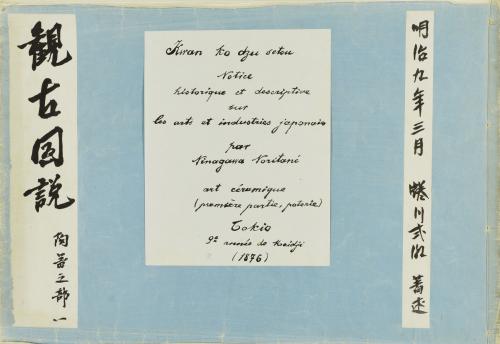 観古図説
陶器之部 一
Kwan ko dzu setsu
Notice
historique et descriptive
sur
les arts et industries japonais
par
Ninagawa Noritané
art céramique
(première partie, poterie)
Tokio
9e année de Meidji
(1876)
明治九年三月 蜷川式胤 著述